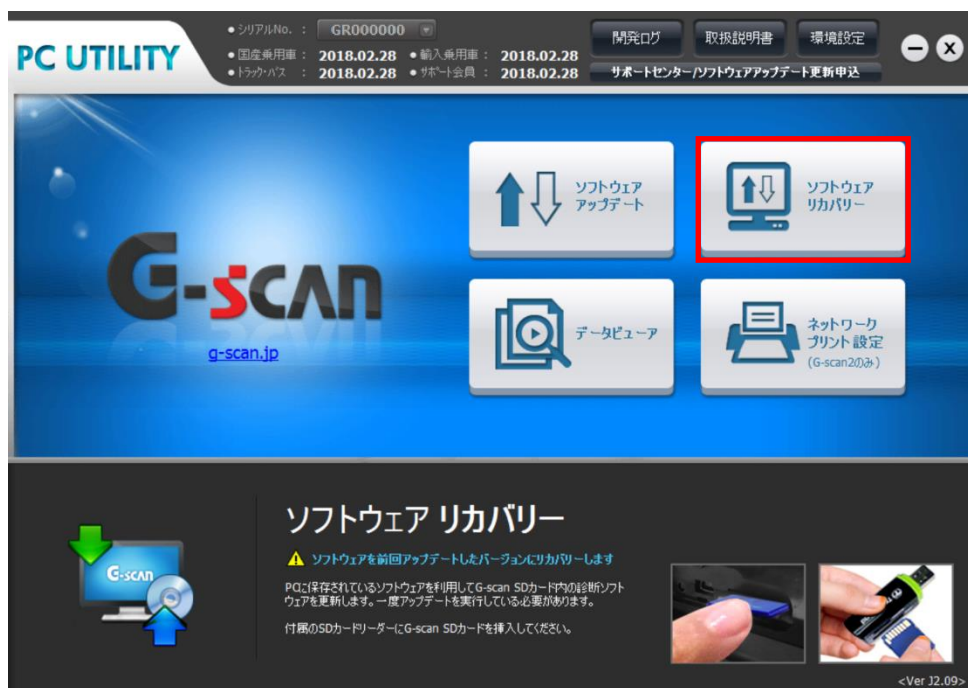 PC UTILITY
●シリアルNo. : GR000000
●国産乗用車 : 2018.02.28 ●輸入乗用車 : 2018.02.28
●トラック・バス : 2018.02.28 ●サポート会員 : 2018.02.28
開発ログ 取扱説明書 環境設定
サポートセンター/ソフトウェアアップデート更新申込
G-scan
g-scan.jp
ソフトウェア
アップデート
ソフトウェア
リカバリー
データビューア
ネットワーク
プリント設定
(G-scan2のみ)
G-scan
ソフトウェア リカバリー
ソフトウェアを前回アップデートしたバージョンにリカバリーします
PCに保存されているソフトウェアを利用してG-scan SDカード内の診断ソフト
ウェアを更新します。一度アップデートを実行している必要があります。
付属のSDカードリーダーにG-scan SDカードを挿入してください。
<Ver J2.09>